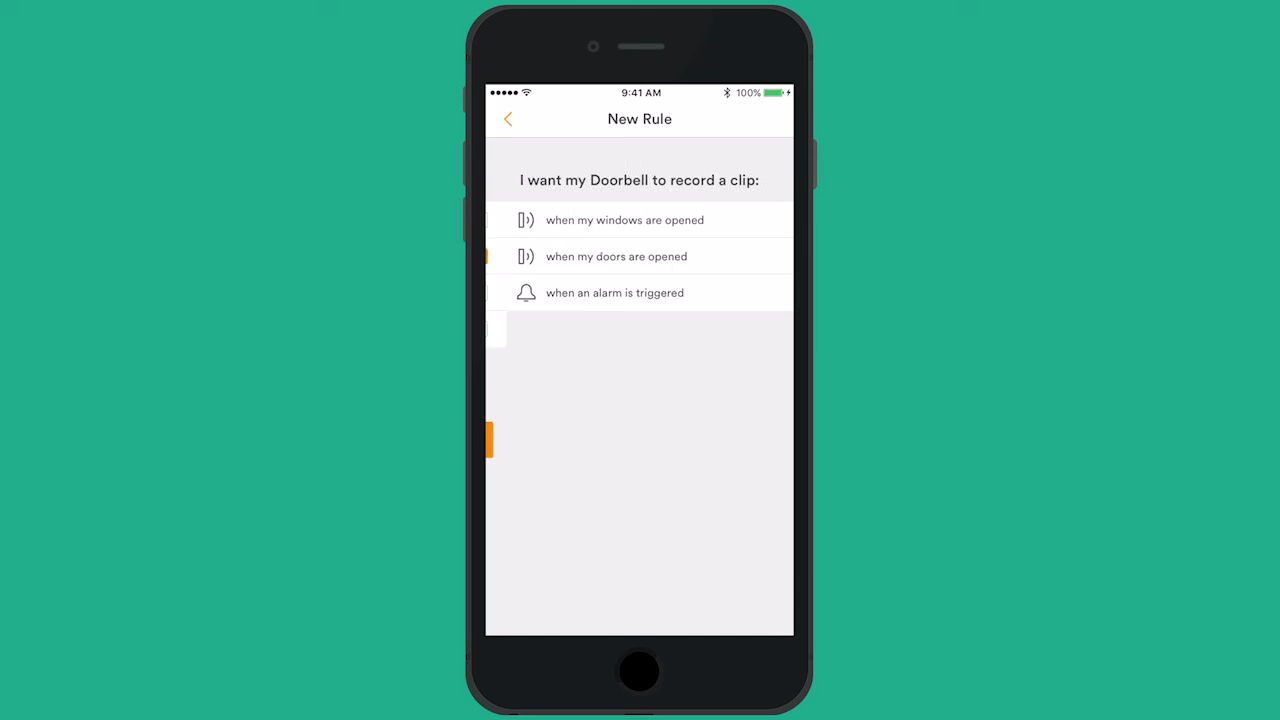 9:41 AM
100%
New Rule
I want my Doorbell to record a clip:
when my windows are opened
when my doors are opened
when an alarm is triggered